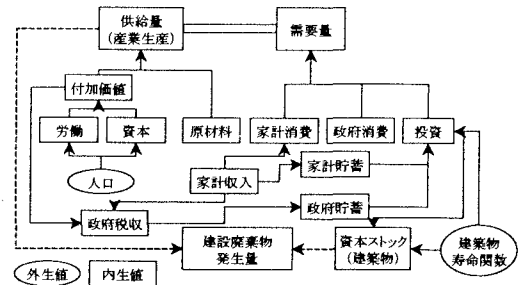 供給量
(産業生産)
需要量
付加価値
労働
資本
原材料
家計消費
政府消費
投資
人口
家計収入
家計貯蓄
政府税収
政府貯蓄
建設廃棄物
発生量
資本ストック
(建築物)
建築物
寿命関数
外生値
内生値